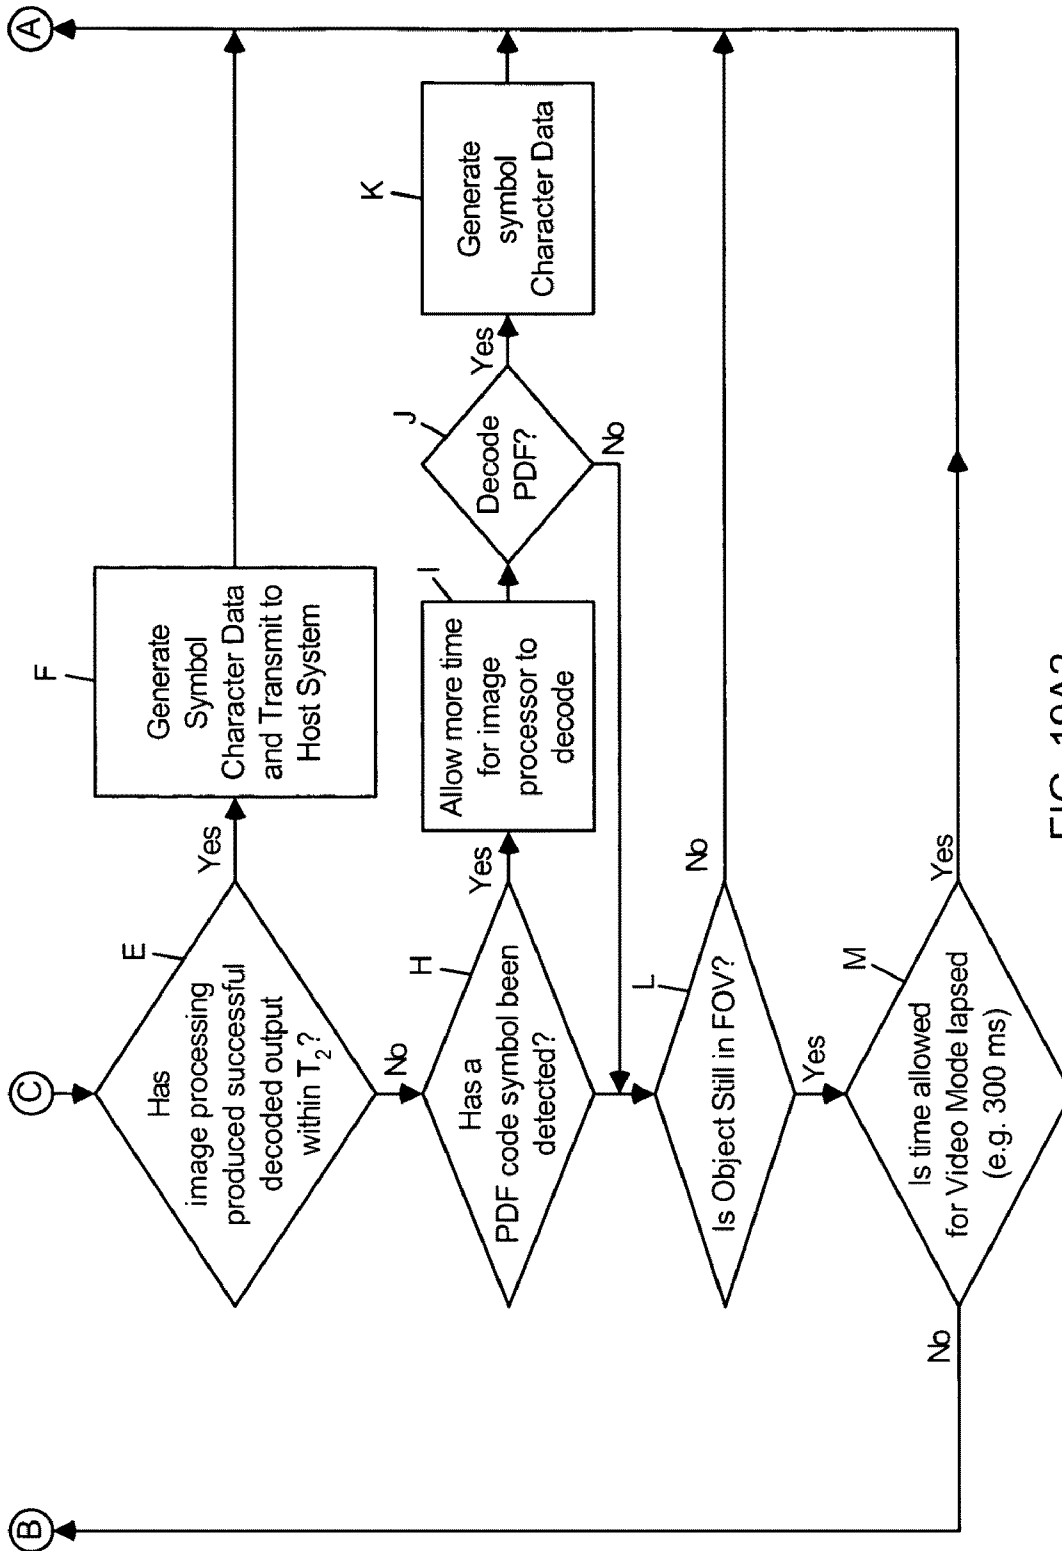 B
C
A
E
Has
image processing
produced successful
decoded output
within T2?
Yes
No
F
Generate
Symbol
Character Data
and Transmit to
Host System
H
Has a
PDF code symbol been
detected?
Yes
I
Allow more time
for image
processor to
decode
J
Decode
PDF?
Yes
No
K
Generate
symbol
Character Data
L
Is Object Still in FOV?
No
Yes
M
Is time allowed
for Video Mode lapsed
(e.g. 300 ms)
Yes
No